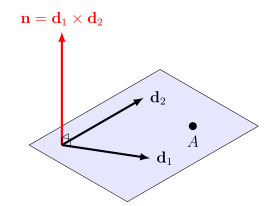 n = d₁ × d₂
d₂
A
d₁